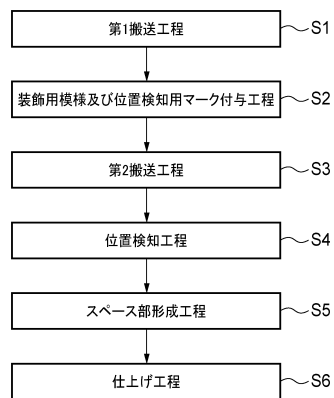 第1搬送工程 S1
装飾用模様及び位置検知用マーク付与工程 S2
第2搬送工程 S3
位置検知工程 S4
スペース部形成工程 S5
仕上げ工程 S6